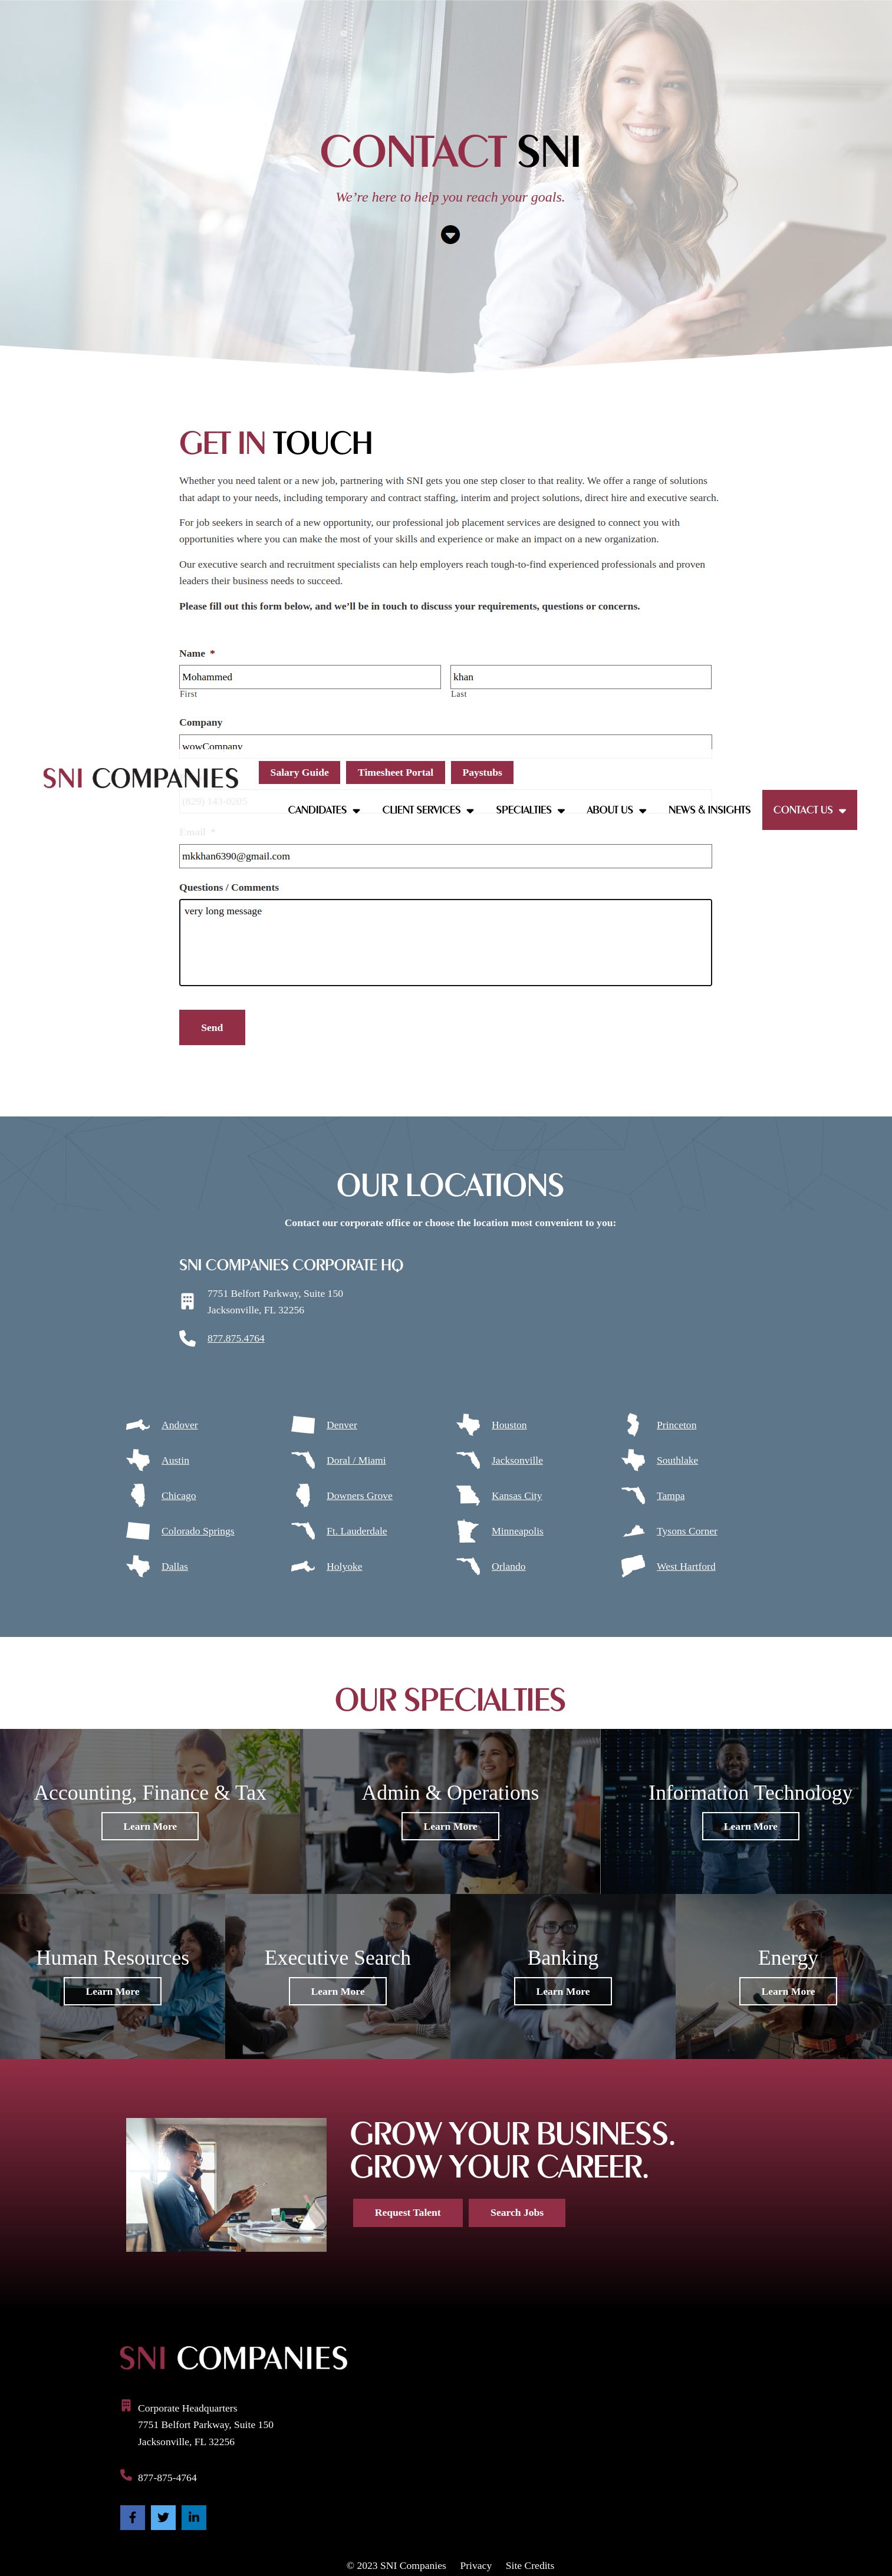 CONTACT SNI
We're here to help you reach your goals.
GET IN TOUCH
Whether you need talent or a new job, partnering with SNI gets you one step closer to that reality. We offer a range of solutions
that adapt to your needs, including temporary and contract staffing, interim and project solutions, direct hire and executive search.
For job seekers in search of a new opportunity, our professional job placement services are designed to connect you with
opportunities where you can make the most of your skills and experience or make an impact on a new organization.
Our executive search and recruitment specialists can help employers reach tough-to-find experienced professionals and proven
leaders their business needs to succeed.
Please fill out this form below, and we'll be in touch to discuss your requirements, questions or concerns.
Name *
Mohammed khan
First Last
Company
wowCompany
SNI COMPANIES Salary Guide Timesheet Portal Paystubs
(829) 143-0205
CANDIDATES CLIENT SERVICES SPECIALTIES ABOUT US NEWS & INSIGHTS CONTACT US
Email *
mkkhan6390@gmail.com
Questions / Comments
very long message
Send
OUR LOCATIONS
Contact our corporate office or choose the location most convenient to you:
SNI COMPANIES CORPORATE HQ
7751 Belfort Parkway, Suite 150
Jacksonville, FL 32256
877.875.4764
Andover Denver Houston Princeton
Austin Doral / Miami Jacksonville Southlake
Chicago Downers Grove Kansas City Tampa
Colorado Springs Ft. Lauderdale Minneapolis Tysons Corner
Dallas Holyoke Orlando West Hartford
OUR SPECIALTIES
Accounting, Finance & Tax Admin & Operations Information Technology
Learn More Learn More Learn More
Human Resources Executive Search Banking Energy
Learn More Learn More Learn More Learn More
GROW YOUR BUSINESS.
GROW YOUR CAREER.
Request Talent Search Jobs
SNI COMPANIES
Corporate Headquarters
7751 Belfort Parkway, Suite 150
Jacksonville, FL 32256
877-875-4764
© 2023 SNI Companies Privacy Site Credits